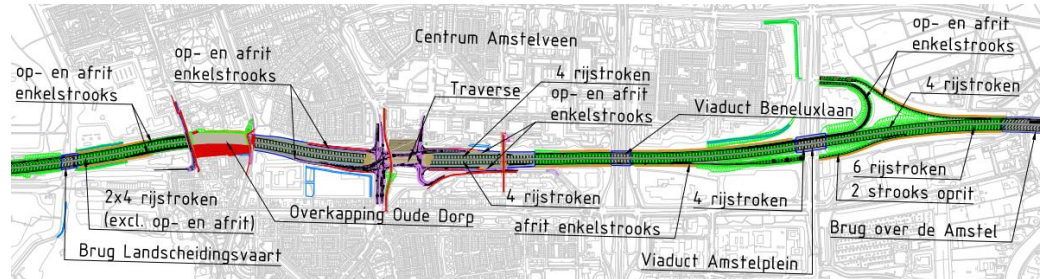 op- en afrit
enkelstrooks
op- en afrit
enkelstrooks
Centrum Amstelveen
Traverse
4 rijstroken
op- en afrit
enkelstrooks
Viaduct Beneluxlaan
op- en afrit
enkelstrooks
4 rijstroken
2x4 rijstroken
(excl. op- en afrit)
Brug Landscheidingsvaart
Overkapping Oude Dorp
4 rijstroken
afrit enkelstrooks
4 rijstroken
Viaduct Amstelplein
6 rijstroken
2 strooks oprit
Brug over de Amstel